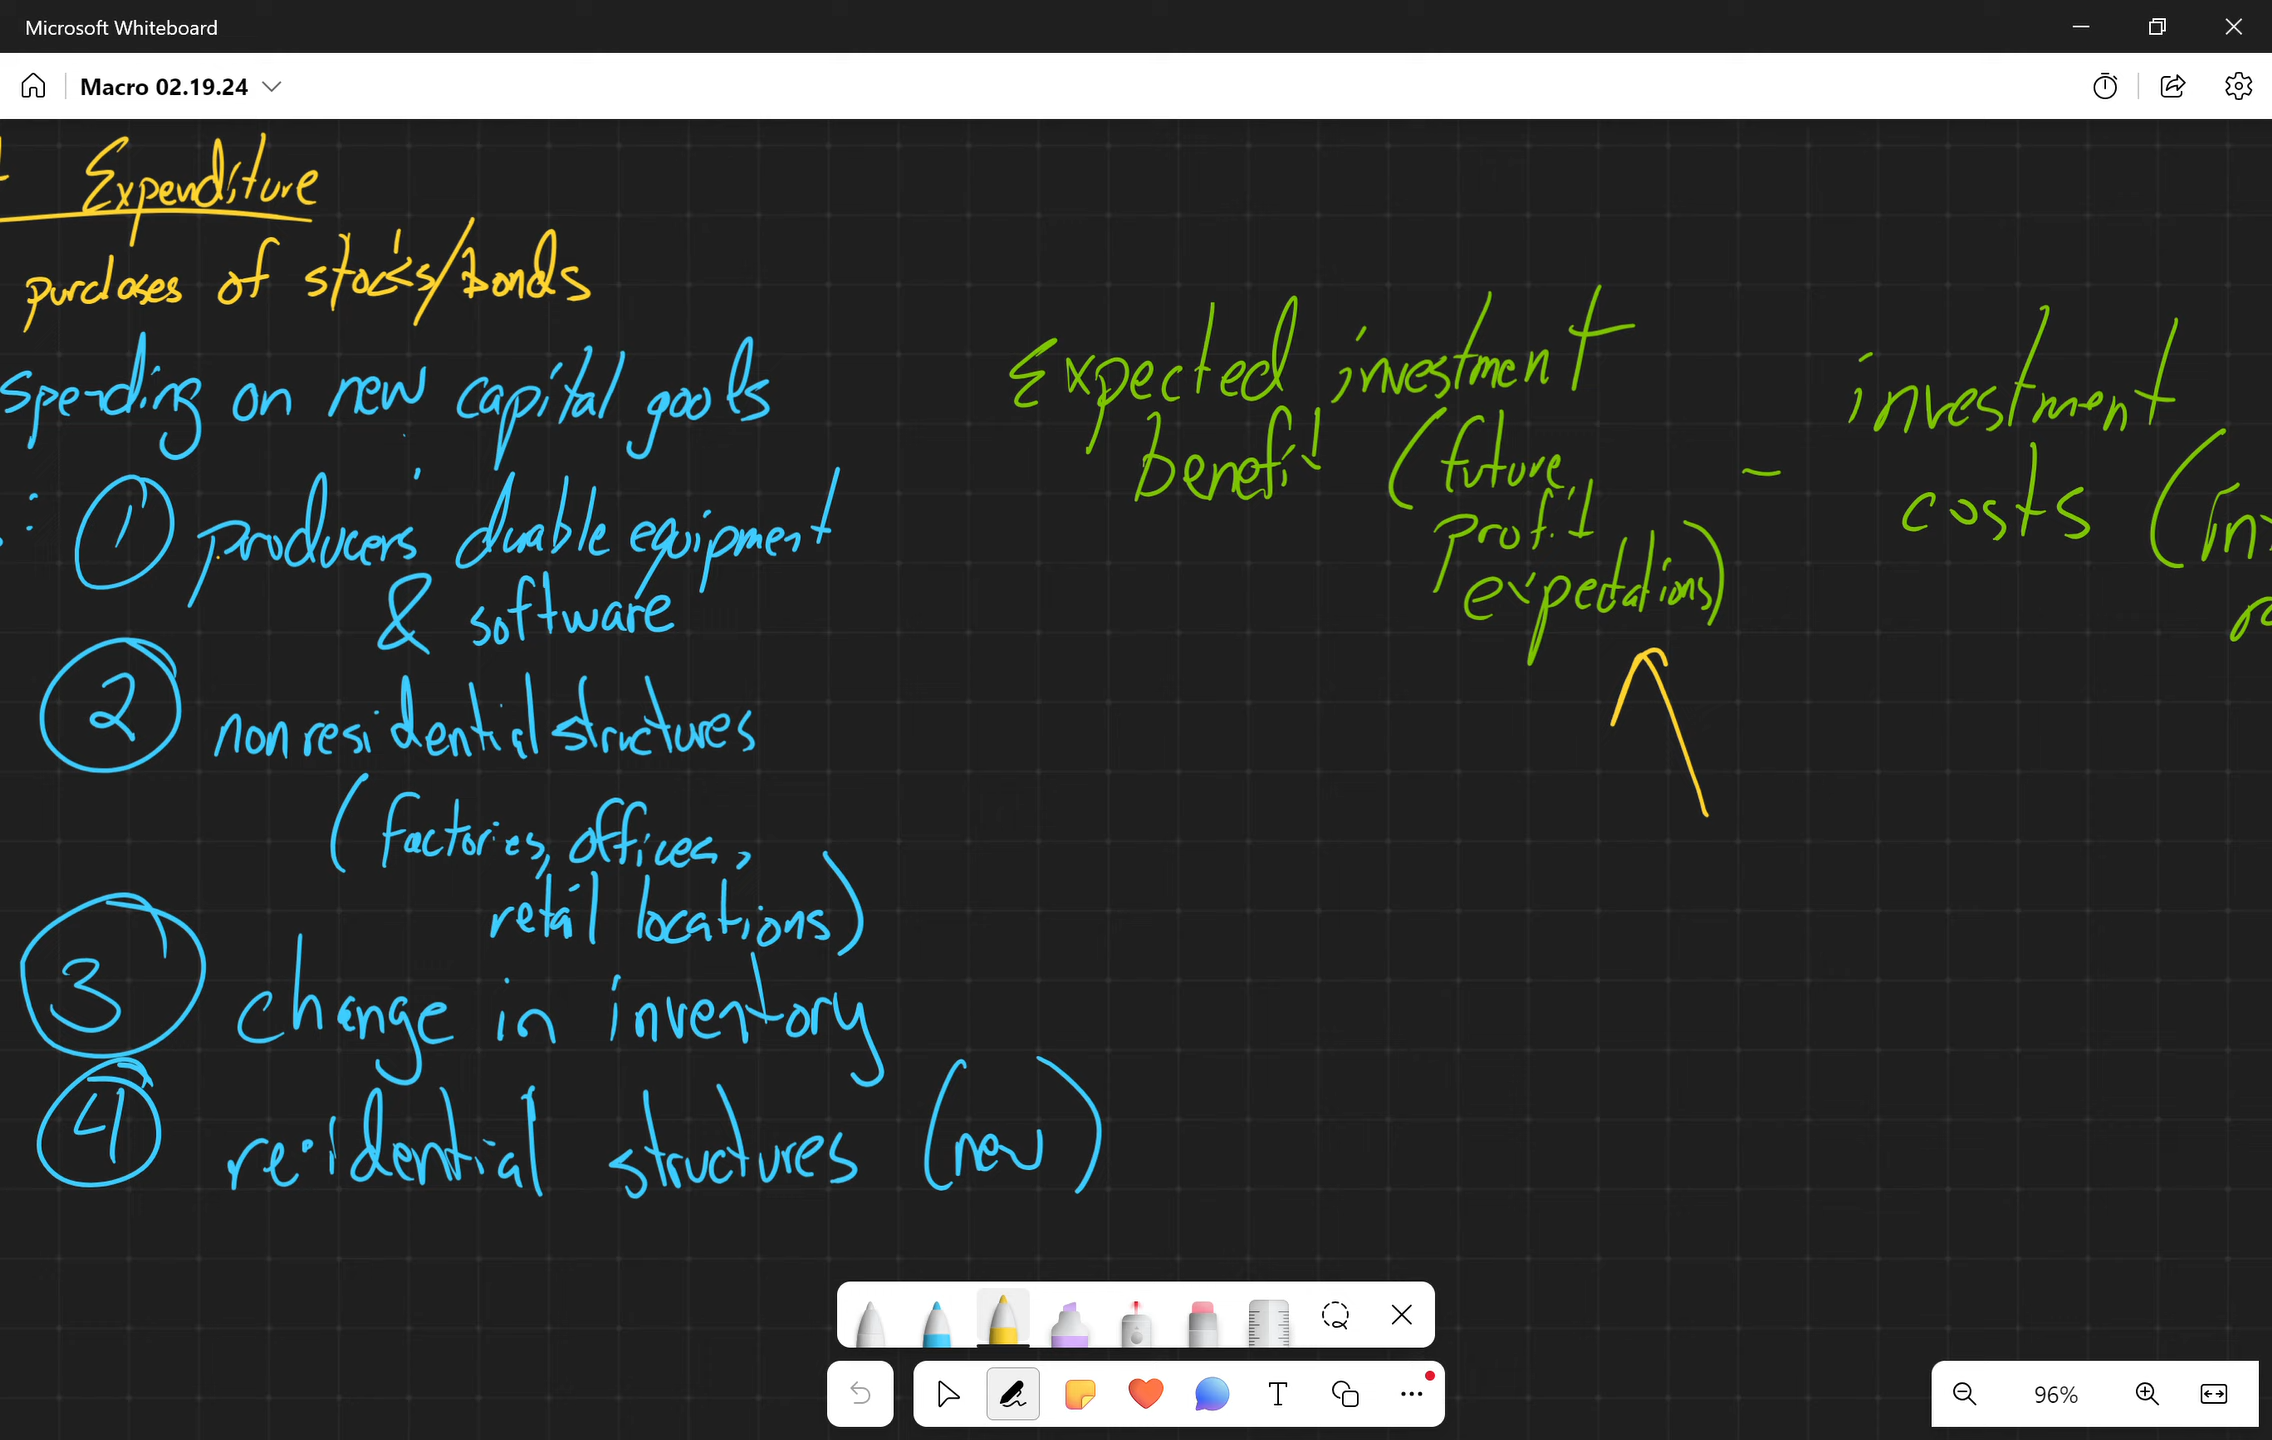 Microsoft Whiteboard
Macro 02.19.24
Expenditure
purchases of stocks/bonds
spending on new capital goods
: 1 producers durable equipment
& software
2 nonresidential structures
(factories, offices,
retail locations)
3 change in inventory
4 residential structures (new)
Expected investment
benefit (future
profit
expectations)
-
investment
costs (in
T
96%